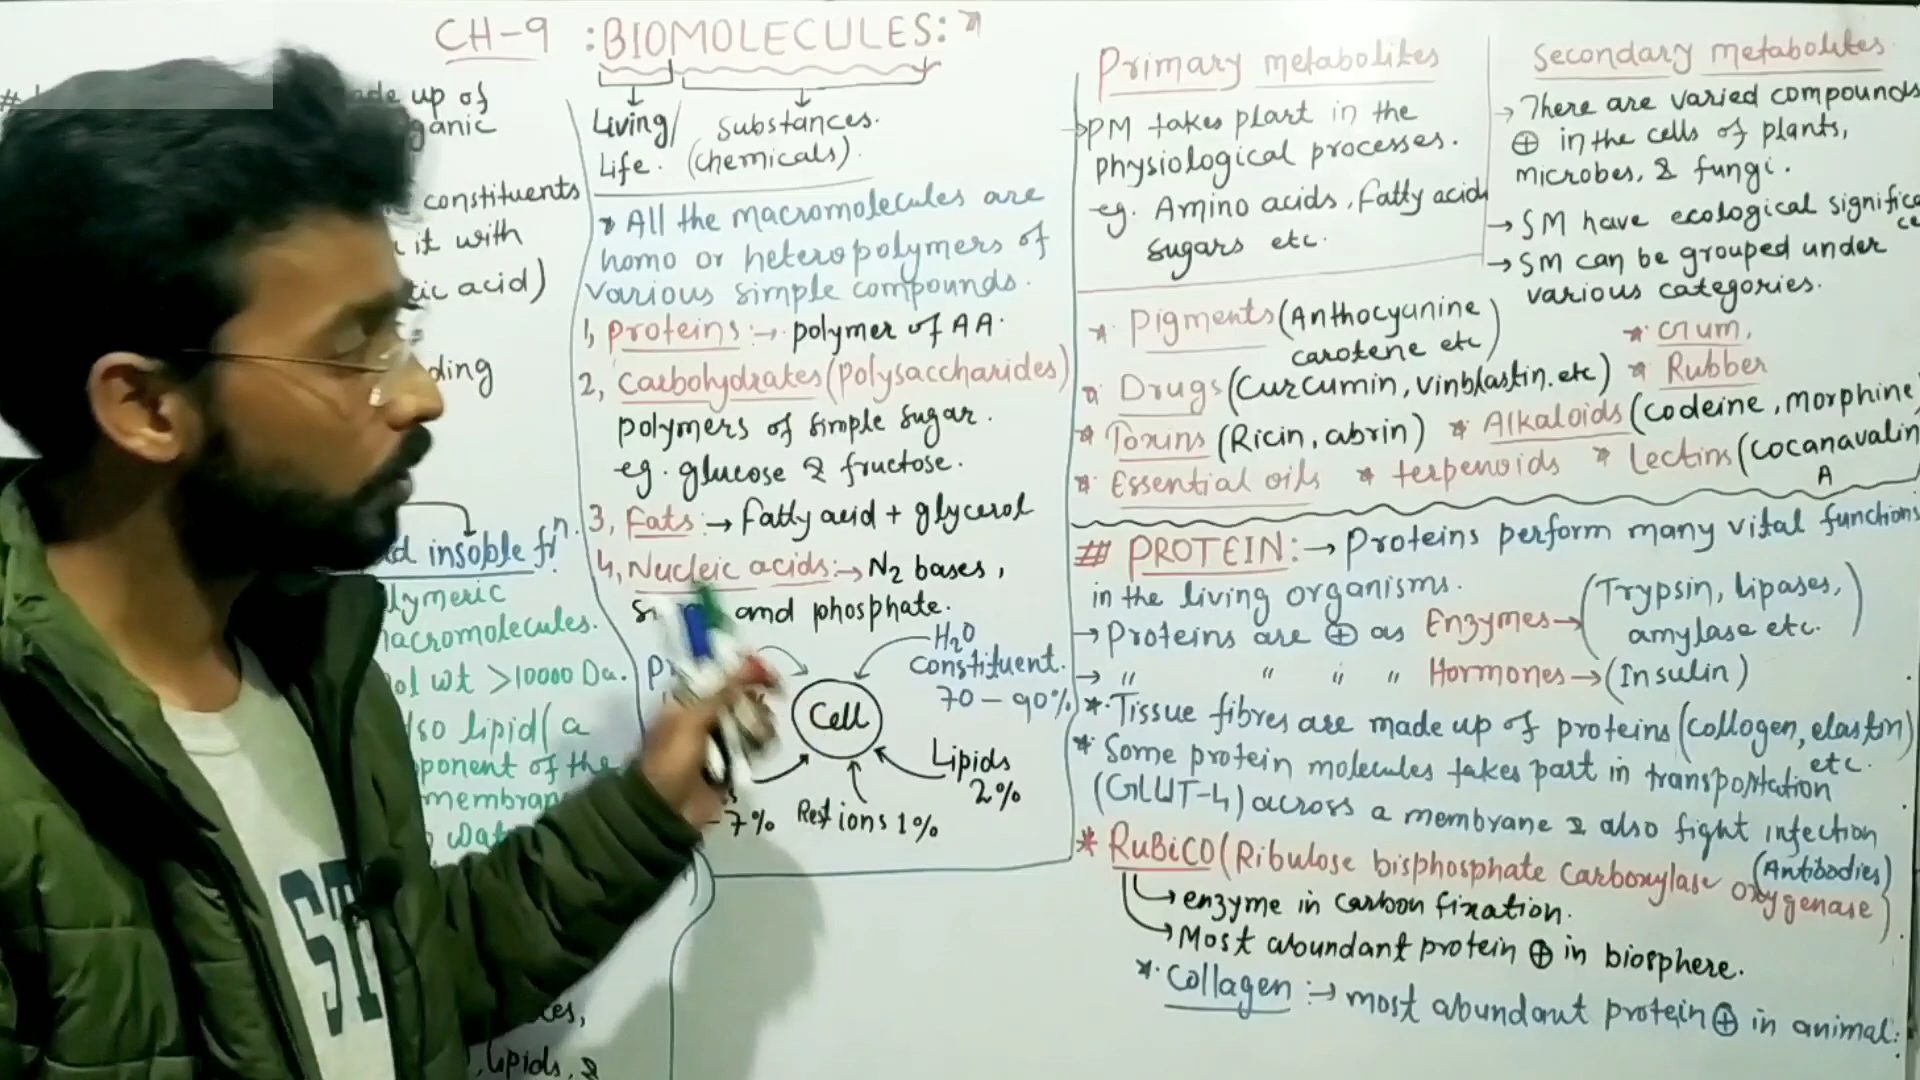 CH-9 :BIOMOLECULES:
Living/
Life.
Substances.
(chemicals).
#
up of
constituents
it with
acid)
insoble fⁿ.
macromolecules.
wt >10000 Da.
lipid(a
of the
lipids, &
All the macromolecules are
homo or heteropolymers of
various simple compounds.
1, Proteins :→ polymer of AA.
2, Carbohydrates (Polysaccharides)
polymers of simple sugar.
eg. glucose & fructose.
3, Fats :→ Fatty acid + glycerol
4, Nucleic acids :→ N2 bases,
and phosphate.
H2O
constituent.
70 – 90%
Cell
Lipids
2%
-7%
Rest ions 1%
Primary metabolites
→PM takes plart in the
physiological processes.
eg. Amino acids, Fatty acids
sugars etc.
Secondary metabolites
→ There are varied compounds
⊕ in the cells of plants,
microbes, & fungi.
→ SM have ecological significa
ce
→ SM can be grouped under
various categories.
* Pigments (Anthocyanine
carotene etc)
* Drugs (Curcumin, vinblastin. etc)
* Rubber
* Toxins (Ricin, abrin)
* Alkaloids (codeine, morphine)
* Essential oils * terpenoids * Lectins (Cocanavalin
A
## PROTEIN: → Proteins perform many vital functions
in the living organisms.
→ Proteins are ⊕ as Enzymes → (Trypsin, lipases,
amylase etc.)
→ " " " " Hormones → (Insulin)
* Tissue fibres are made up of proteins (Collogen, elastin)
etc.
* Some protein molecules takes part in transportation
(GLUT-4) across a membrane & also fight infection
(Antibodies)
* RuBiCO (Ribulose bisphosphate Carboxylase oxygenase)
→ enzyme in carbon fixation.
→ Most abundant protein ⊕ in biosphere.
* Collagen :→ most abundant protein ⊕ in animal.